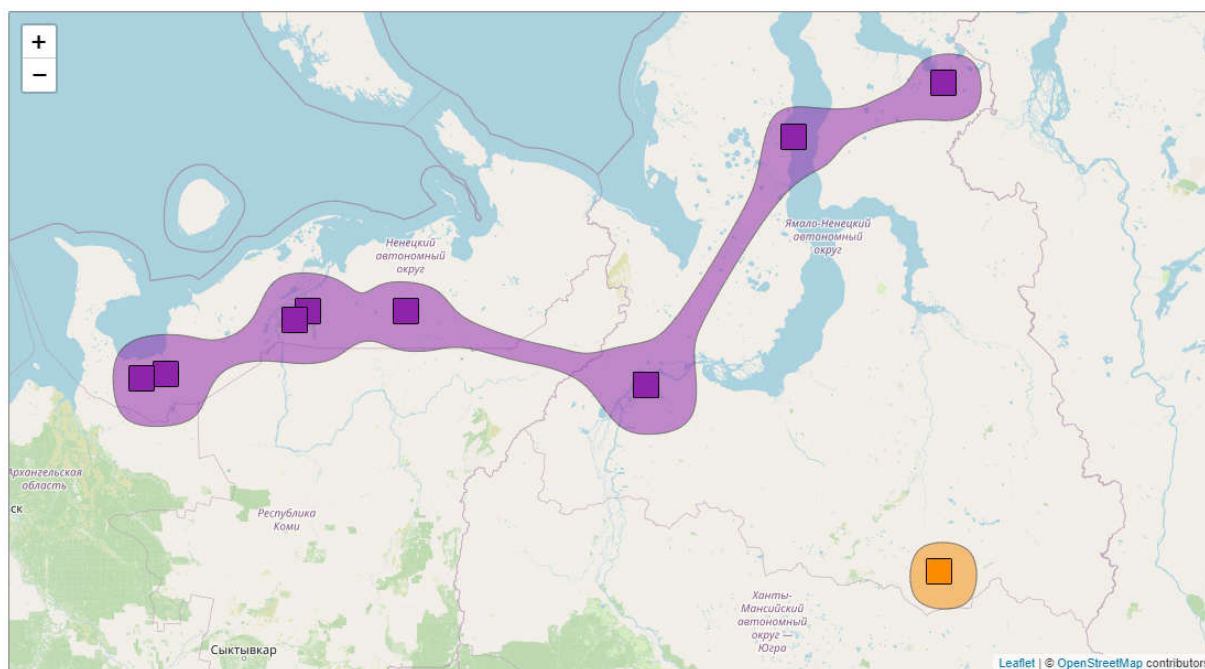 +
−
Ненецкий
автономный
округ
Ямало-Ненецкий
автономный
округ
Архангельская
область
ск
Республика
Коми
Ханты-
Мансийский
автономный
округ —
Югра
Сыктывкар
Leaflet | © OpenStreetMap contributors